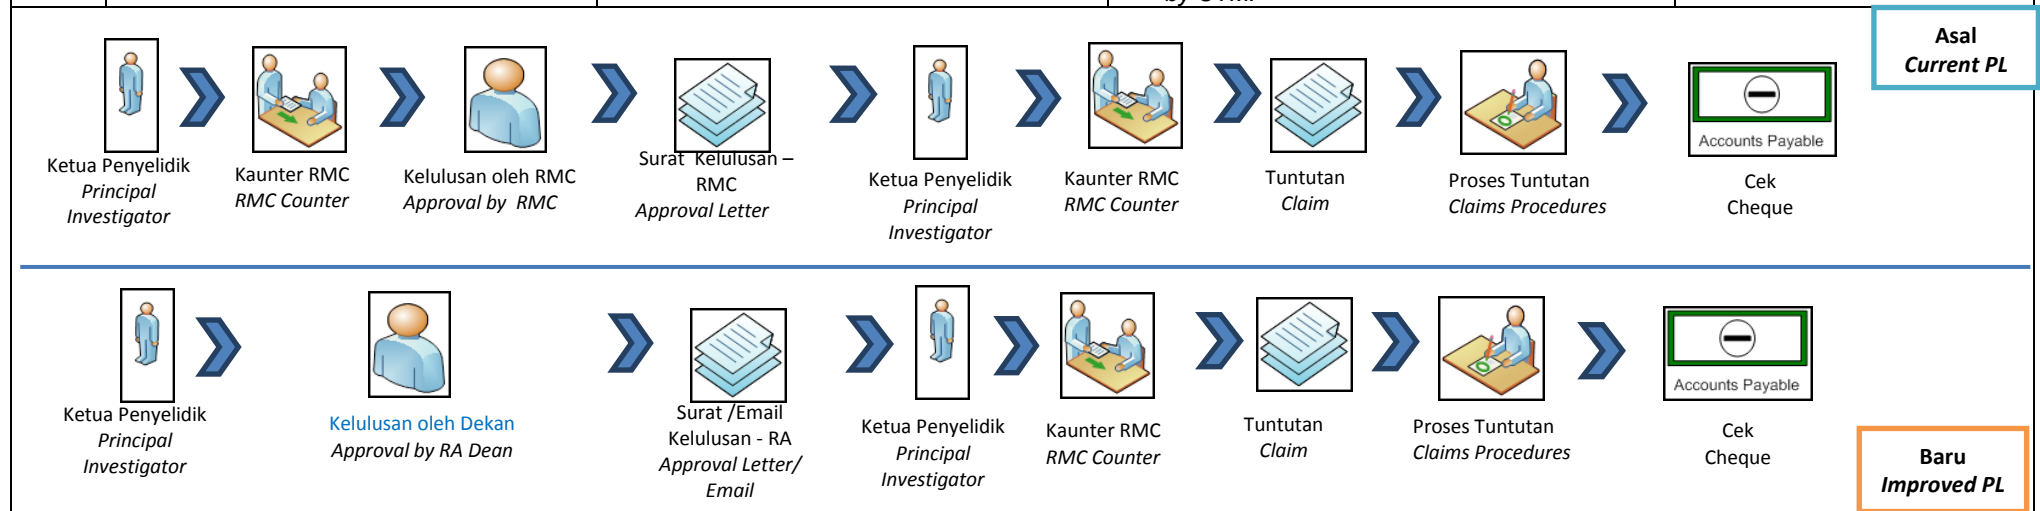 Asal
Current PL
Accounts Payable
Ketua Penyelidik
Principal
Investigator
Kaunter RMC
RMC Counter
Kelulusan oleh RMC
Approval by RMC
Surat Kelulusan –
RMC
Approval Letter
Ketua Penyelidik
Principal
Investigator
Kaunter RMC
RMC Counter
Tuntutan
Claim
Proses Tuntutan
Claims Procedures
Cek
Cheque
Accounts Payable
Ketua Penyelidik
Principal
Investigator
Kelulusan oleh Dekan
Approval by RA Dean
Surat /Email
Kelulusan - RA
Approval Letter/
Email
Ketua Penyelidik
Principal
Investigator
Kaunter RMC
RMC Counter
Tuntutan
Claim
Proses Tuntutan
Claims Procedures
Cek
Cheque
Baru
Improved PL